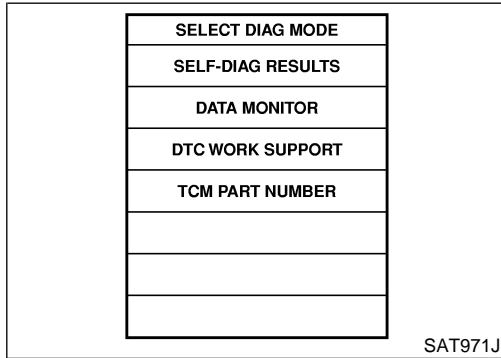 SELECT DIAG MODE
SELF-DIAG RESULTS
DATA MONITOR
DTC WORK SUPPORT
TCM PART NUMBER
SAT971J